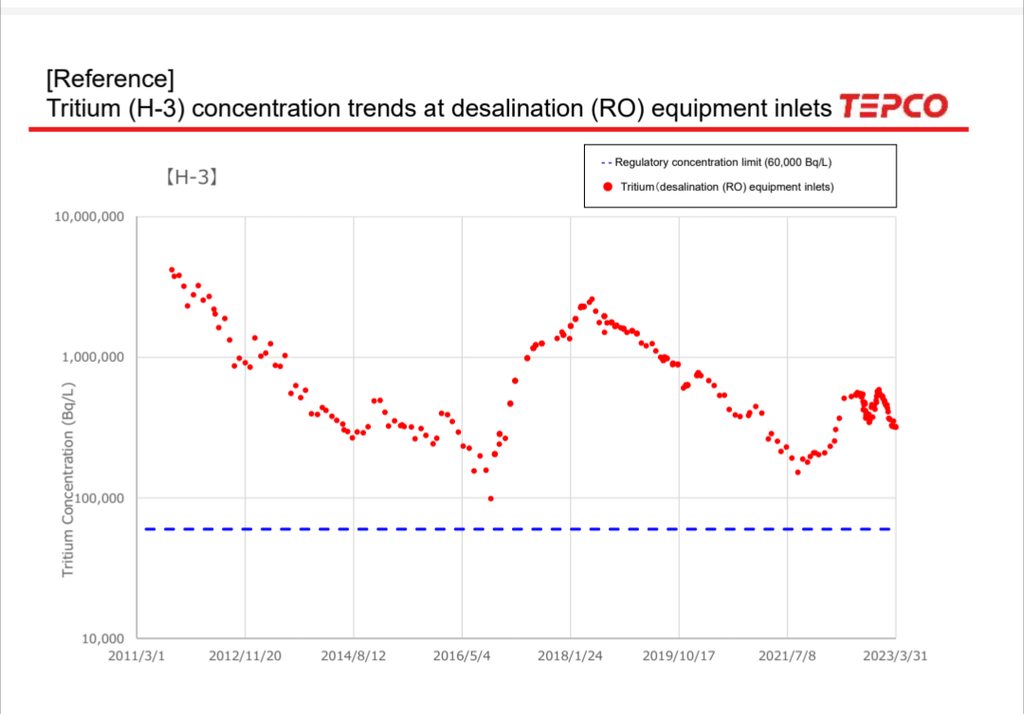 [Reference]
Tritium (H-3) concentration trends at desalination (RO) equipment inlets TEPCO
【H-3】
Regulatory concentration limit (60,000 Bq/L)
Tritium（desalination (RO) equipment inlets)
Tritium Concentration (Bq/L)
10,000,000
1,000,000
100,000
10,000
2011/3/1 2012/11/20 2014/8/12 2016/5/4 2018/1/24 2019/10/17 2021/7/8 2023/3/31